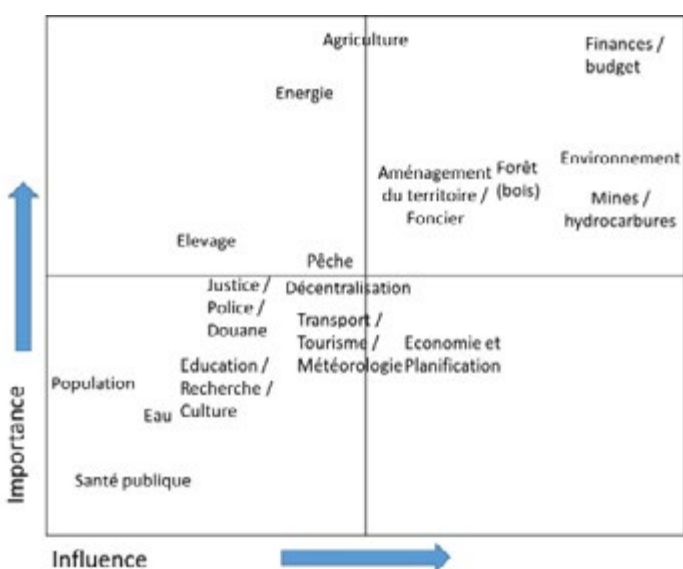 Agriculture
Finances /
budget
Energie
Environnement
Aménagement
du territoire /
Foncier
Forêt
(bois)
Mines /
hydrocarbures
Elevage
Pêche
Justice /
Police /
Douane
Décentralisation
Transport /
Tourisme /
Météorologie
Economie et
Planification
Education /
Recherche /
Culture
Population
Eau
Santé publique
Importance
Influence